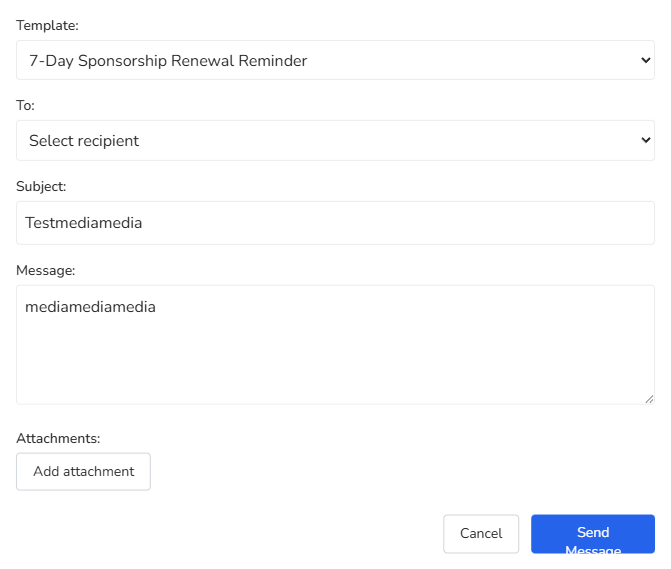 Template:
7-Day Sponsorship Renewal Reminder
To:
Select recipient
Subject:
Testmediamedia
Message:
mediamediamedia
Attachments:
Add attachment
Cancel
Send
Message